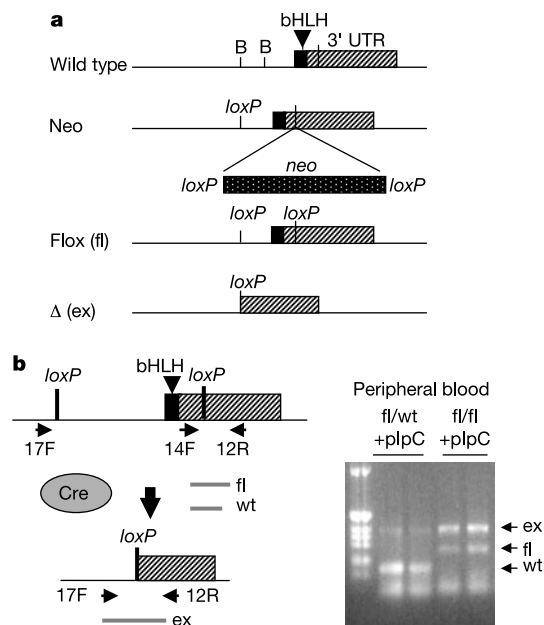 a
bHLH
B B 3' UTR
Wild type
loxP
Neo
neo
loxP loxP
loxP loxP
Flox (fl)
loxP
Δ (ex)
b
bHLH
loxP loxP
17F 14F 12R
Cre
fl
wt
loxP
17F 12R
ex
Peripheral blood
fl/wt fl/fl
+pIpC +pIpC
ex
fl
wt